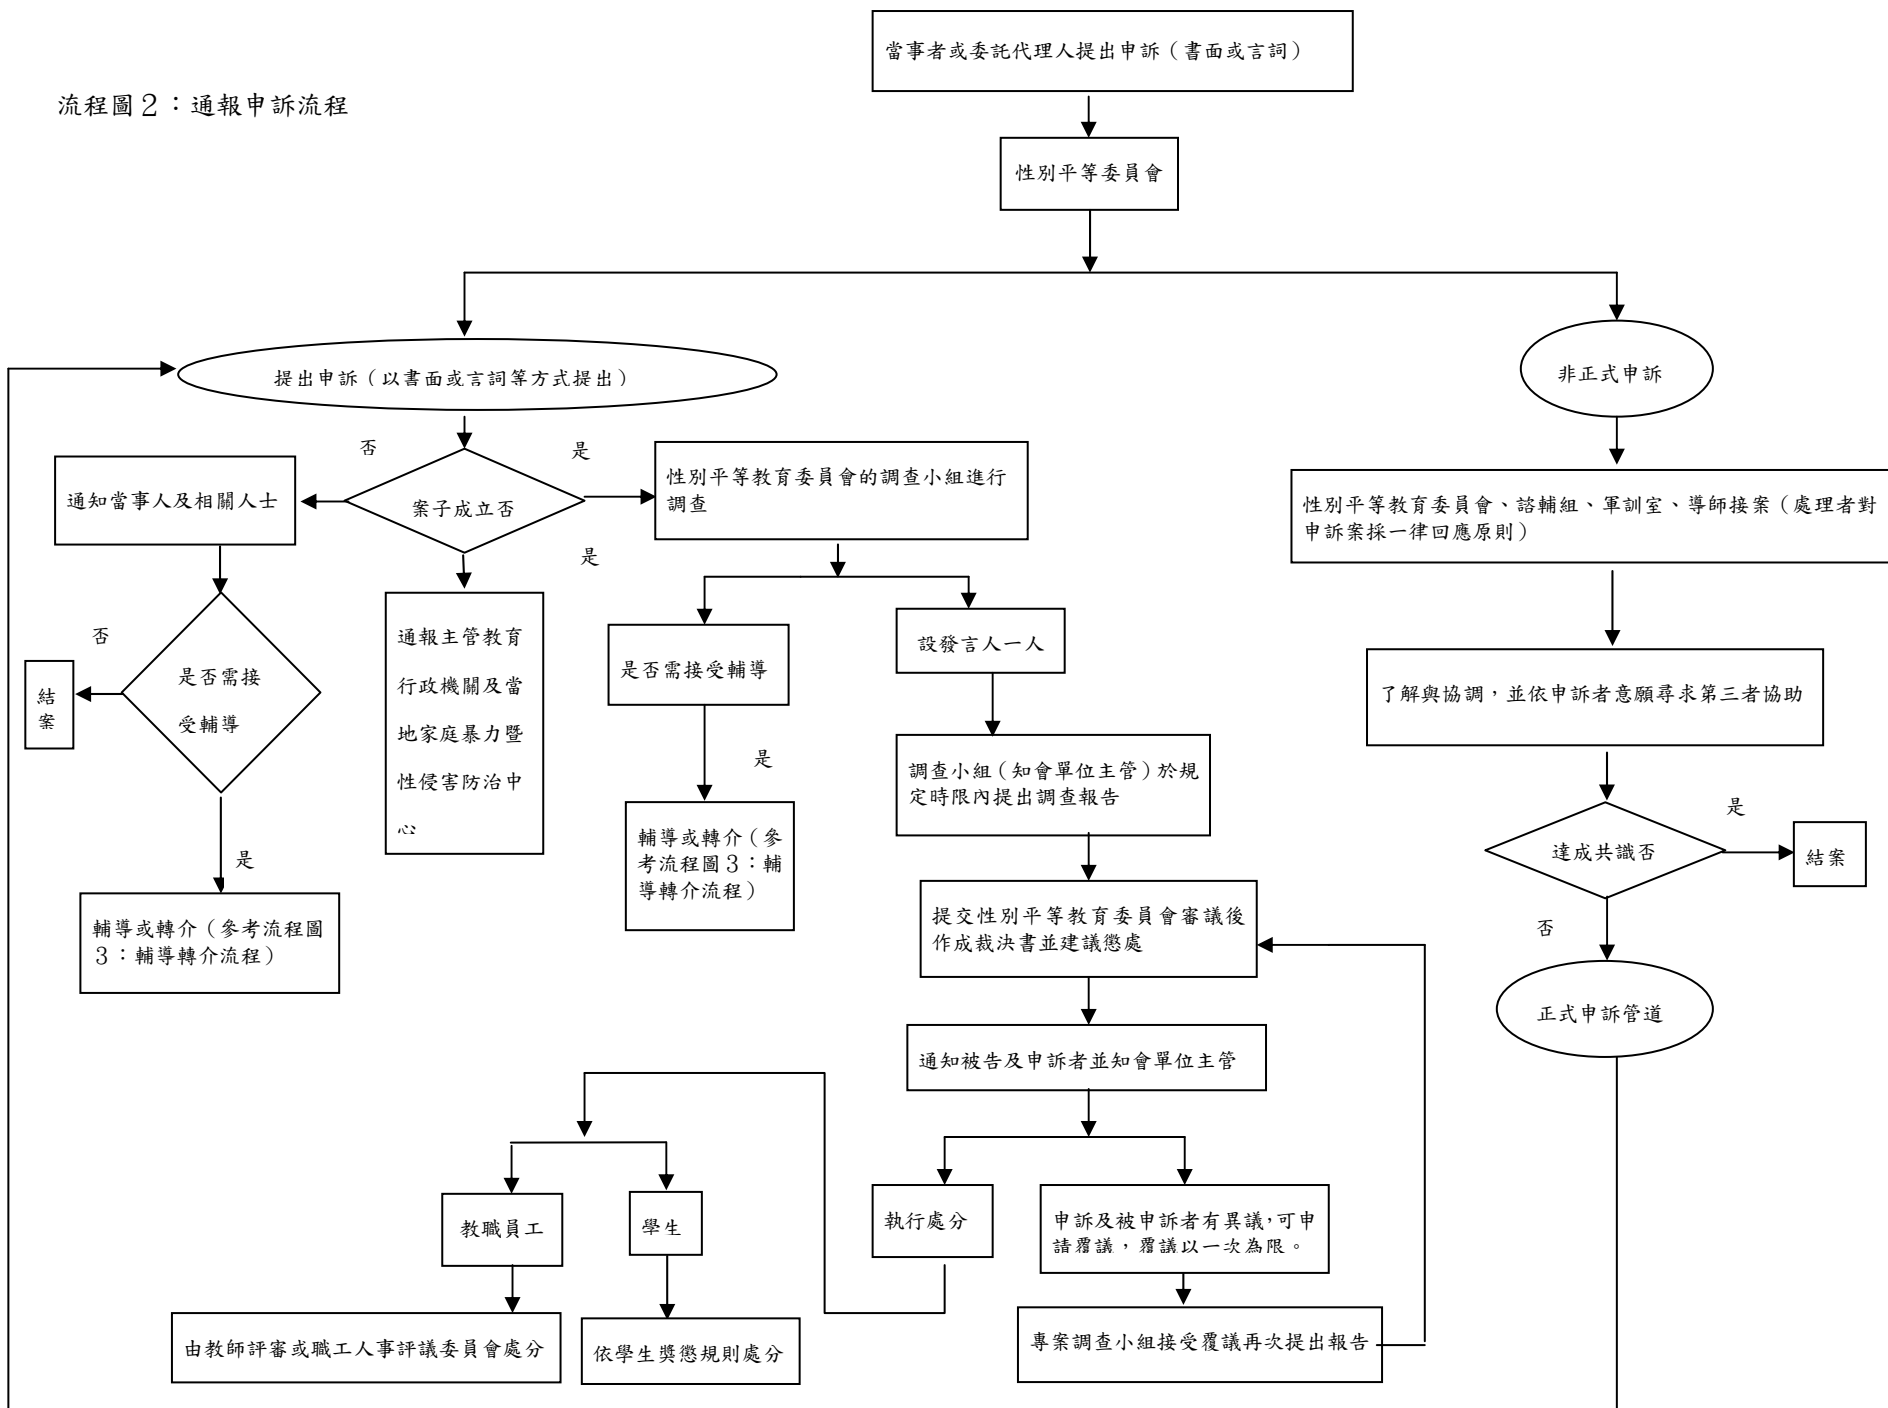 當事者或委託代理人提出申訴（書面或言詞）
流程圖２：通報申訴流程
性別平等委員會
提出申訴（以書面或言詞等方式提出）
非正式申訴
否
是
通知當事人及相關人士
案子成立否
性別平等教育委員會的調查小組進行
調查
是
性別平等教育委員會、諮輔組、軍訓室、導師接案（處理者對
申訴案採一律回應原則）
否
結
案
是否需接
受輔導
是
輔導或轉介（參考流程圖
３：輔導轉介流程）
通報主管教育
行政機關及當
地家庭暴力暨
性侵害防治中
心
是否需接受輔導
是
輔導或轉介（參
考流程圖３：輔
導轉介流程）
設發言人一人
調查小組（知會單位主管）於規
定時限內提出調查報告
提交性別平等教育委員會審議後
作成裁決書並建議懲處
通知被告及申訴者並知會單位主管
執行處分
申訴及被申訴者有異議，可申
請覆議，覆議以一次為限。
專案調查小組接受覆議再次提出報告
教職員工
學生
由教師評審或職工人事評議委員會處分
依學生獎懲規則處分
了解與協調，並依申訴者意願尋求第三者協助
達成共識否
是
結案
否
正式申訴管道